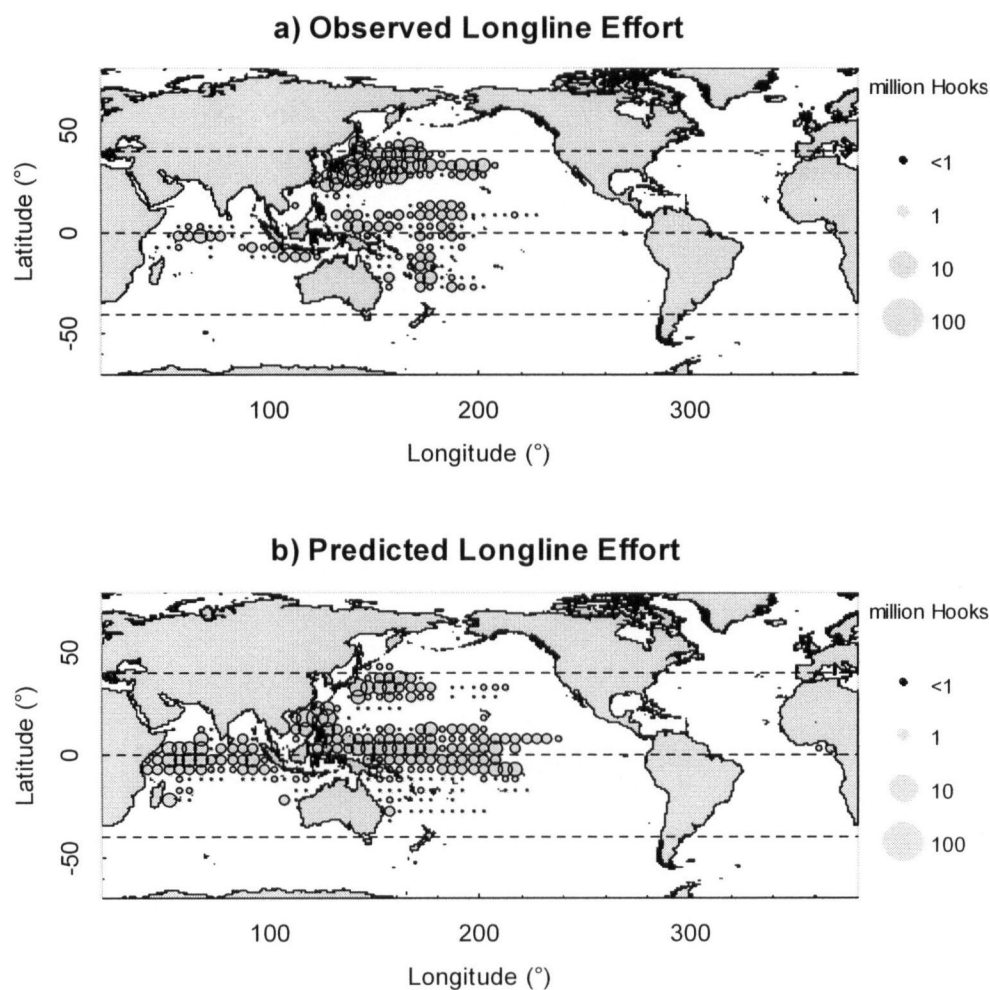 a) Observed Longline Effort
million Hooks
<1
1
10
100
50
0
-50
Latitude (°)
100 200 300
Longitude (°)
b) Predicted Longline Effort
million Hooks
<1
1
10
100
50
0
-50
Latitude (°)
100 200 300
Longitude (°)